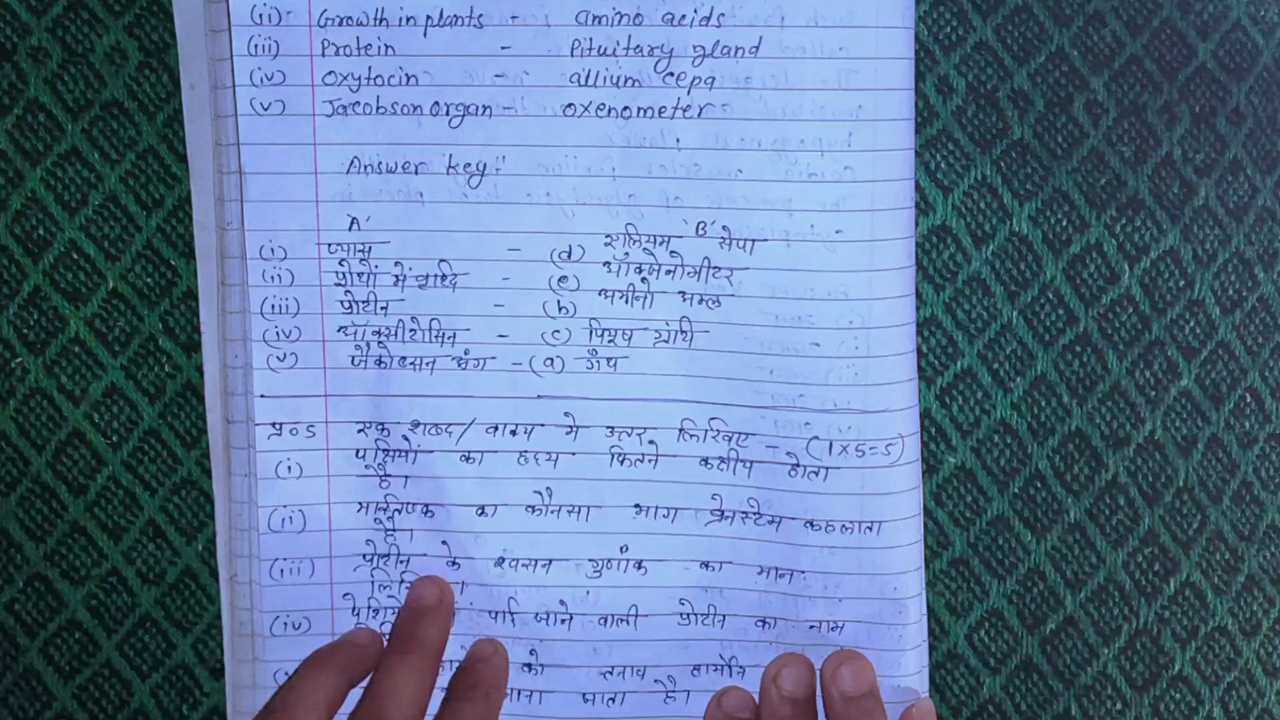 (ii) Growth in plants - amino acids
(iii) Protein - Pituitary gland
(iv) Oxytocin - allium cepa
(v) Jacobson organ - oxenometer
Answer key:
'A' 'B'
(i) प्यास - (d) एलियम सेपा
(ii) पौधों में वृद्धि - (e) ऑक्जेनोमीटर
(iii) प्रोटीन - (b) अमीनो अम्ल
(iv) ऑक्सीटोसिन - (c) पियूष ग्रंथि
(v) जैकोब्सन अंग - (a) गंध
प्र०5 एक शब्द/ वाक्य में उत्तर लिखिए - (1×5=5)
(i) पक्षियों का हृदय कितने कक्षीय होता
है।
(ii) मस्तिष्क का कौनसा भाग ब्रेनस्टेम कहलाता
है।
(iii) प्रोटीन के श्वसन गुणांक का मान
(iv) पाई जाने वाली प्रोटीन का नाम
को तनाव हार्मोन
जाना जाता है।